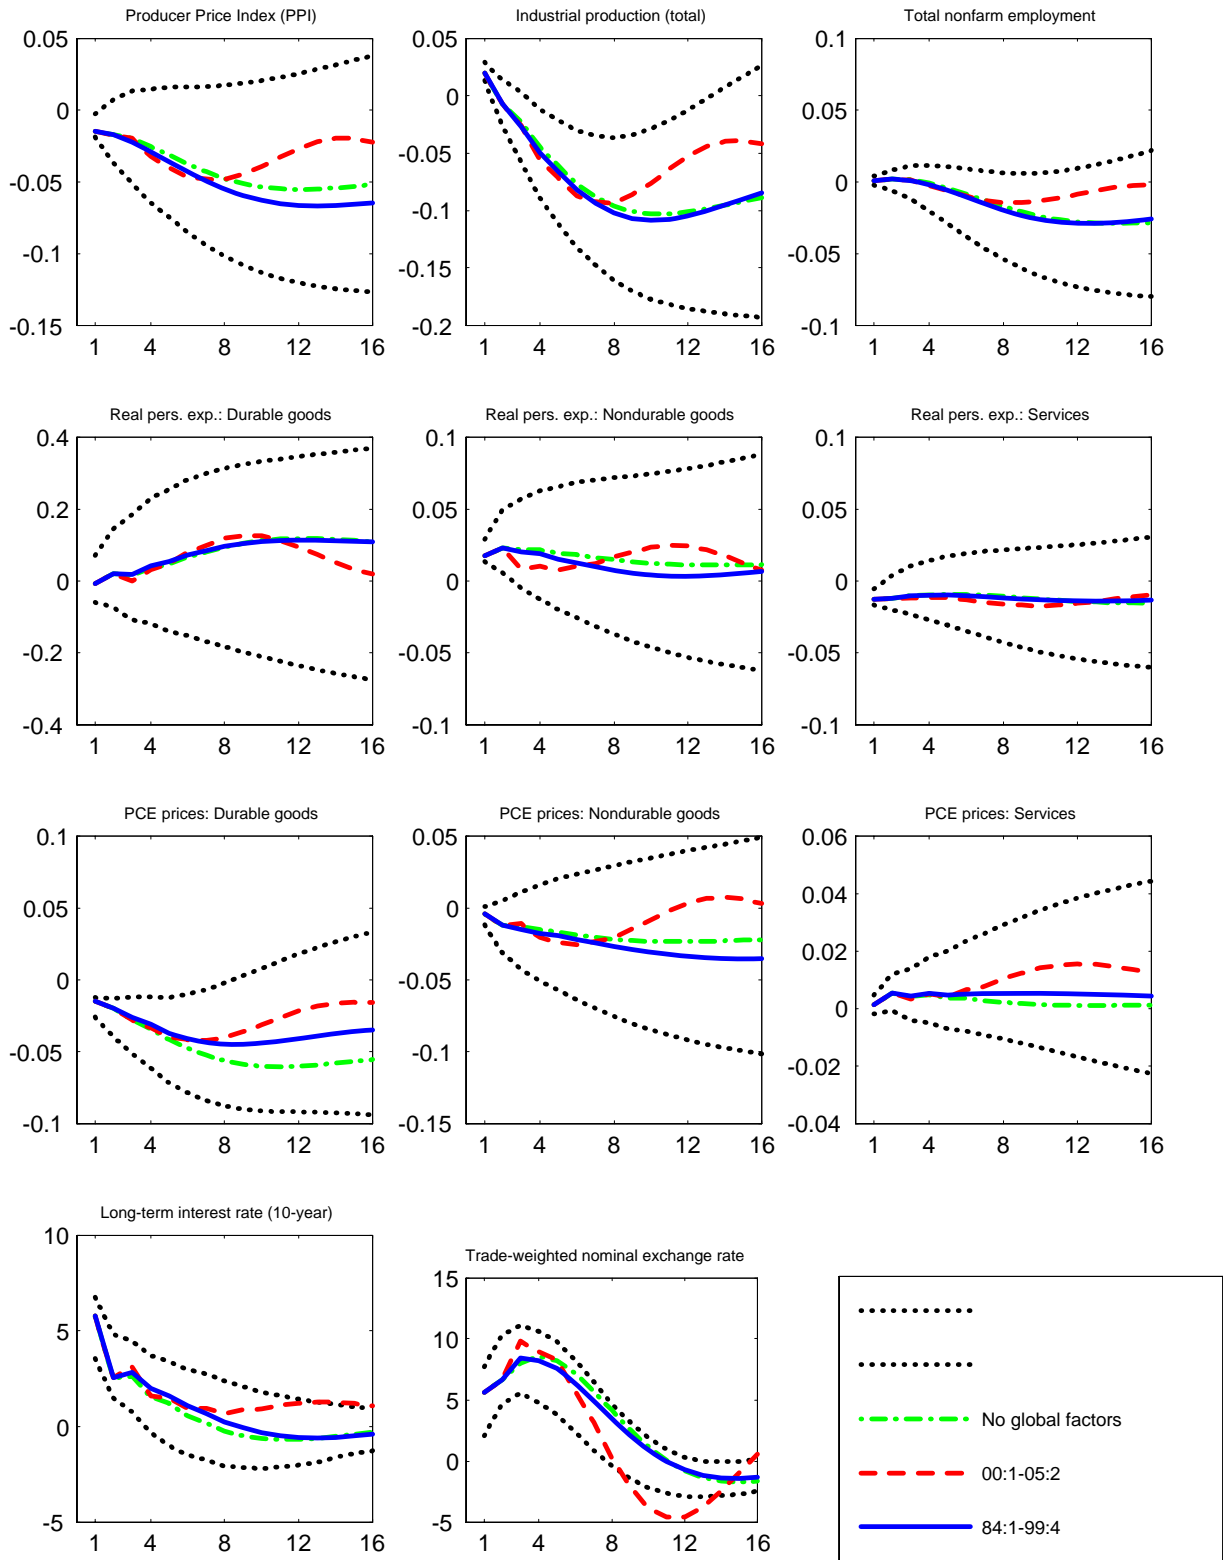 Producer Price Index (PPI)
0.05
0
-0.05
-0.1
-0.15
1 4 8 12 16
Industrial production (total)
0.05
0
-0.05
-0.1
-0.15
-0.2
1 4 8 12 16
Total nonfarm employment
0.1
0.05
0
-0.05
-0.1
1 4 8 12 16
Real pers. exp.: Durable goods
0.4
0.2
0
-0.2
-0.4
1 4 8 12 16
Real pers. exp.: Nondurable goods
0.1
0.05
0
-0.05
-0.1
1 4 8 12 16
Real pers. exp.: Services
0.1
0.05
0
-0.05
-0.1
1 4 8 12 16
PCE prices: Durable goods
0.1
0.05
0
-0.05
-0.1
1 4 8 12 16
PCE prices: Nondurable goods
0.05
0
-0.05
-0.1
-0.15
1 4 8 12 16
PCE prices: Services
0.06
0.04
0.02
0
-0.02
-0.04
1 4 8 12 16
Long-term interest rate (10-year)
10
5
0
-5
1 4 8 12 16
Trade-weighted nominal exchange rate
15
10
5
0
-5
1 4 8 12 16
No global factors
00:1-05:2
84:1-99:4